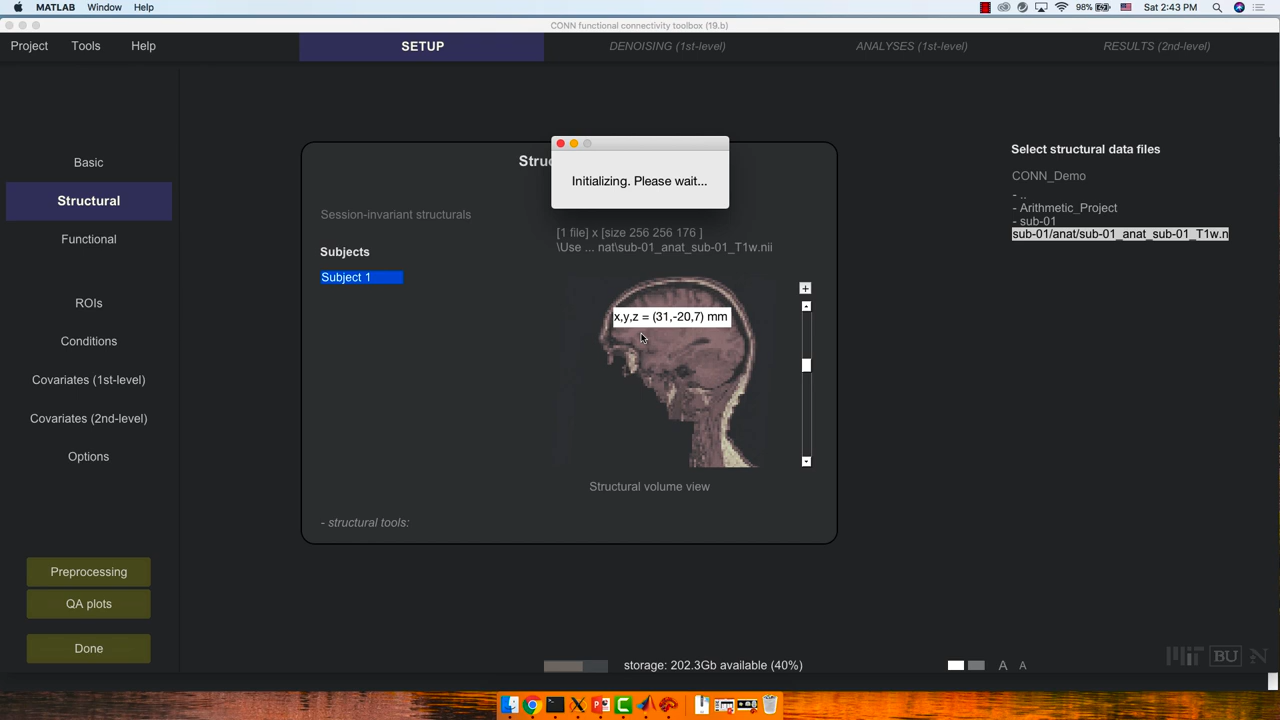 MATLAB Window Help 98% Sat 2:43 PM
CONN functional connectivity toolbox (19.b)
Project Tools Help SETUP DENOISING (1st-level) ANALYSES (1st-level) RESULTS (2nd-level)
Basic
Structural
Functional
ROIs
Conditions
Covariates (1st-level)
Covariates (2nd-level)
Options
Preprocessing
QA plots
Done
Struc
Initializing. Please wait...
Session-invariant structurals
Subjects
Subject 1
[1 file] x [size 256 256 176 ]
\Use ... nat\sub-01_anat_sub-01_T1w.nii
+
x,y,z = (31,-20,7) mm
Structural volume view
- structural tools:
Select structural data files
CONN_Demo
- ..
- Arithmetic_Project
- sub-01
sub-01/anat/sub-01_anat_sub-01_T1w.n
storage: 202.3Gb available (40%)
A A
MIT BU N